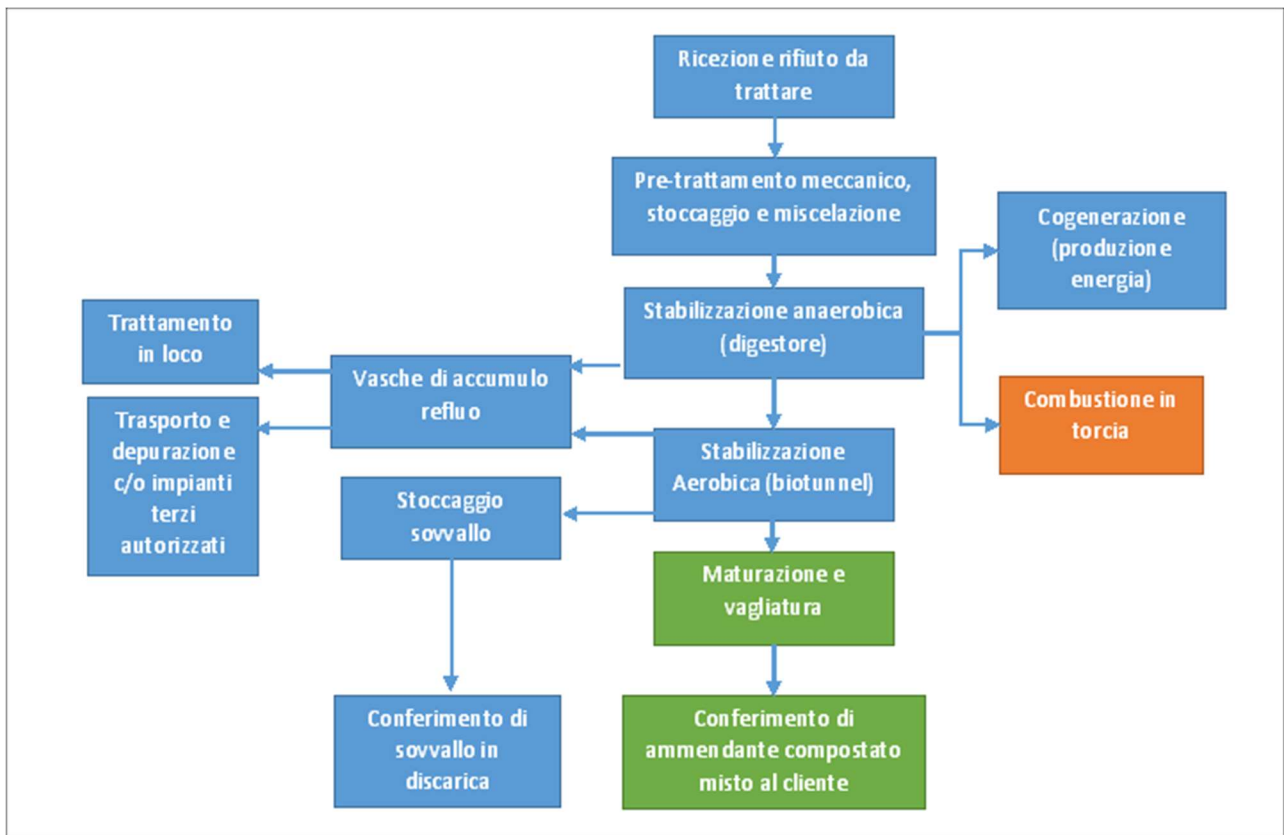 Ricezione rifiuto da
trattare
Pre-trattamento meccanico,
stoccaggio e miscelazione
Cogenerazione
(produzione
energia)
Stabilizzazione anaerobica
(digestore)
Trattamento
in loco
Vasche di accumulo
refluo
Combustione in
torcia
Trasporto e
depurazione
c/o impianti
terzi
autorizzati
Stabilizzazione
Aerobica (biotunnel)
Stoccaggio
sovvallo
Maturazione e
vagliatura
Conferimento di
sovvallo in
discarica
Conferimento di
ammendante compostato
misto al cliente